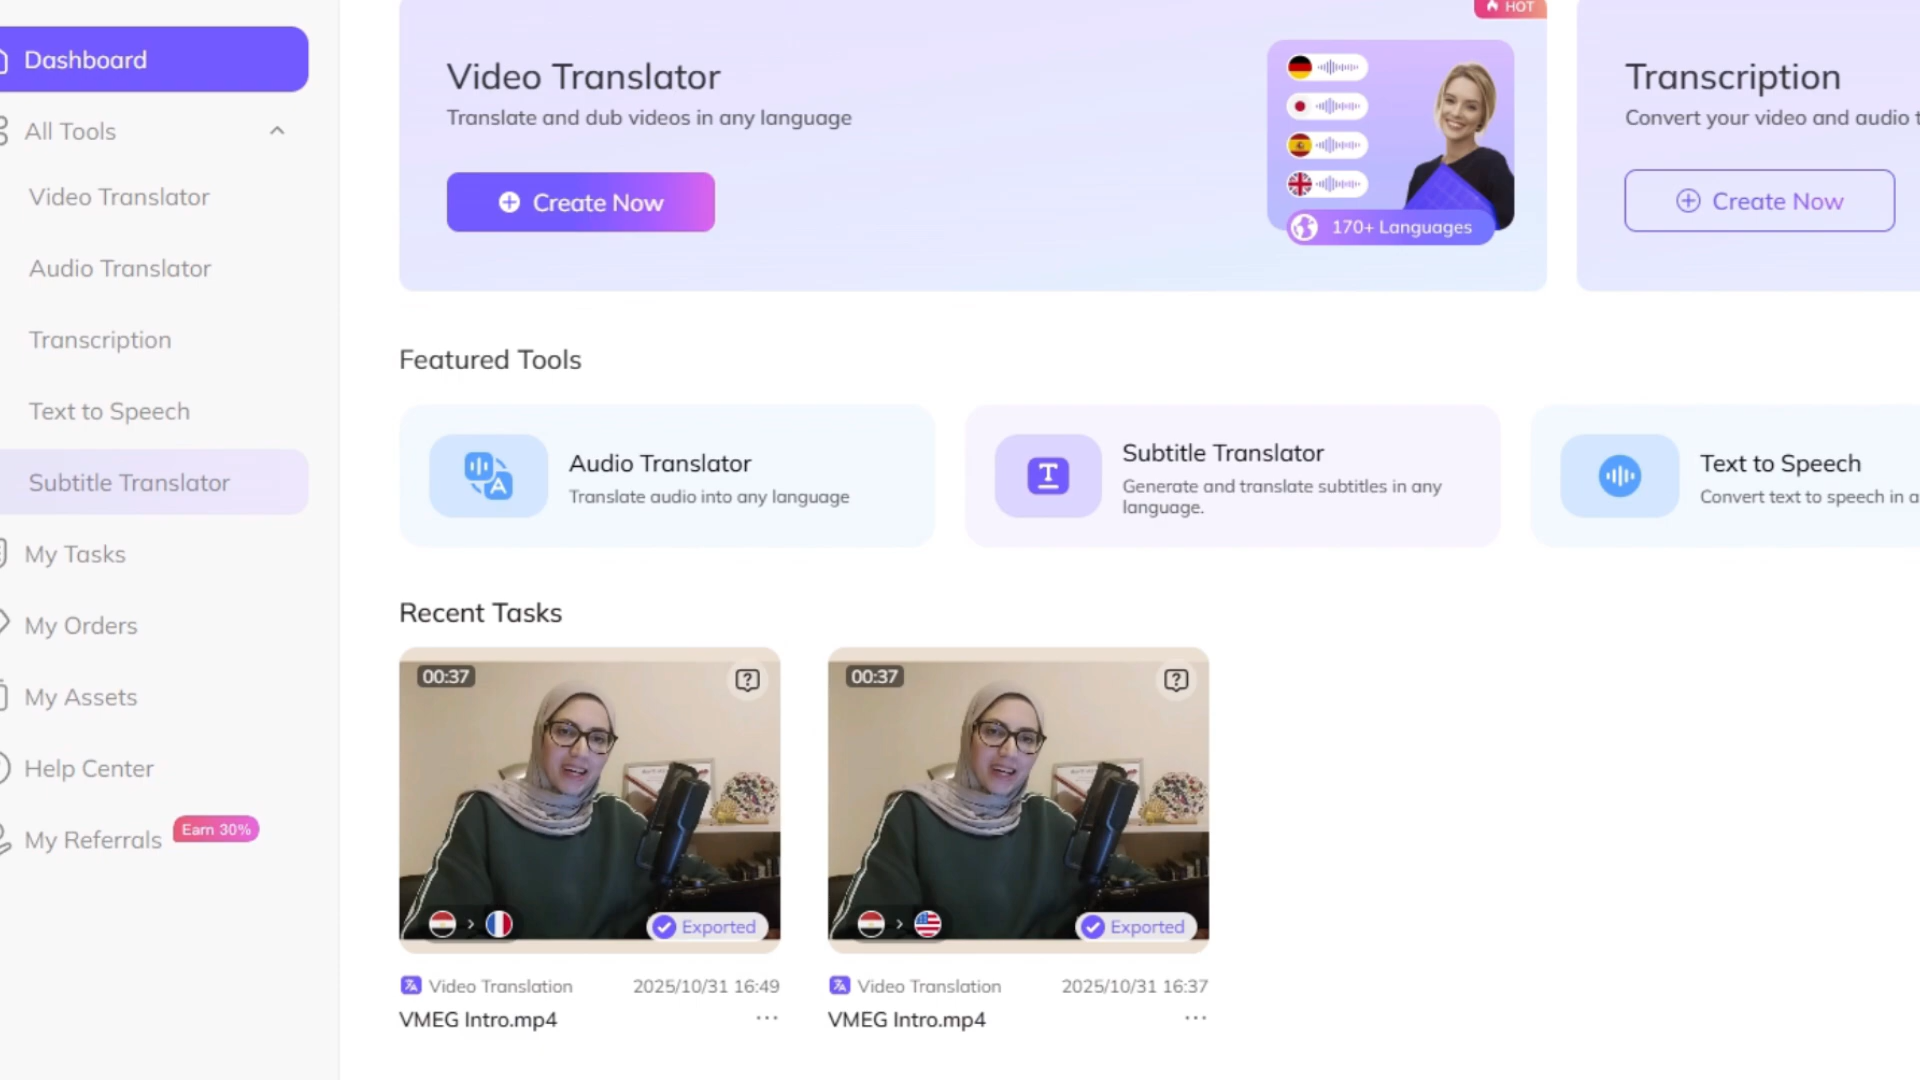 Dashboard
All Tools
Video Translator
Audio Translator
Transcription
Text to Speech
Subtitle Translator
My Tasks
My Orders
My Assets
Help Center
My Referrals
Earn 30%
HOT
Video Translator
Translate and dub videos in any language
Create Now
170+ Languages
Transcription
Convert your video and audio t
Create Now
Featured Tools
Audio Translator
Translate audio into any language
Subtitle Translator
Generate and translate subtitles in any
language.
Text to Speech
Convert text to speech in a
Recent Tasks
00:37
Exported
Video Translation
2025/10/31 16:49
VMEG Intro.mp4
00:37
Exported
Video Translation
2025/10/31 16:37
VMEG Intro.mp4